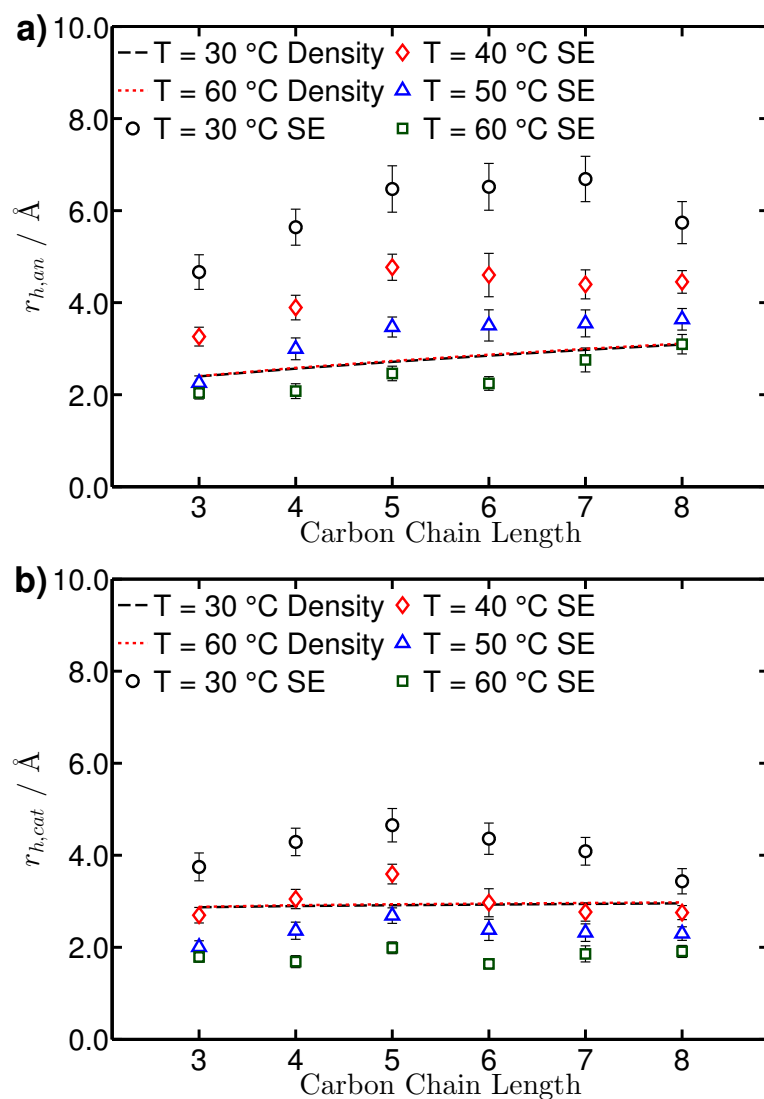 a)
10.0
8.0
6.0
4.0
2.0
0.0
r_{h,an} / Å
T = 30 °C Density
T = 60 °C Density
T = 30 °C SE
T = 40 °C SE
T = 50 °C SE
T = 60 °C SE
3 4 5 6 7 8
Carbon Chain Length
b)
10.0
8.0
6.0
4.0
2.0
0.0
r_{h,cat} / Å
T = 30 °C Density
T = 60 °C Density
T = 30 °C SE
T = 40 °C SE
T = 50 °C SE
T = 60 °C SE
3 4 5 6 7 8
Carbon Chain Length